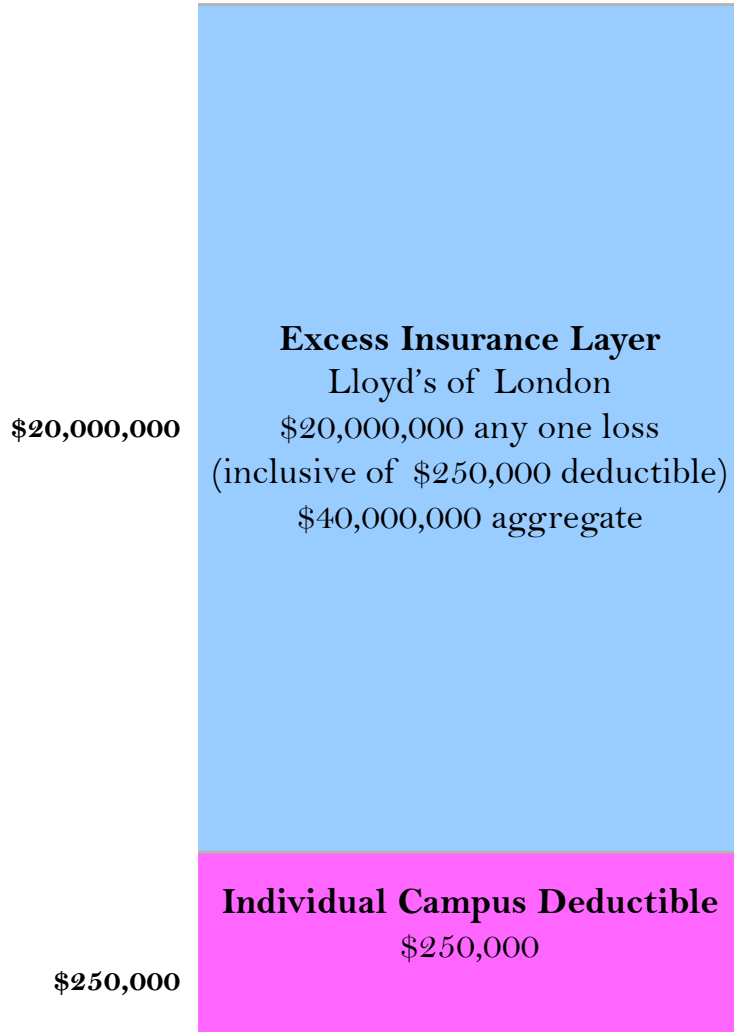 Excess Insurance Layer
Lloyd's of London
$20,000,000
$20,000,000 any one loss
(inclusive of $250,000 deductible)
$40,000,000 aggregate
Individual Campus Deductible
$250,000
$250,000